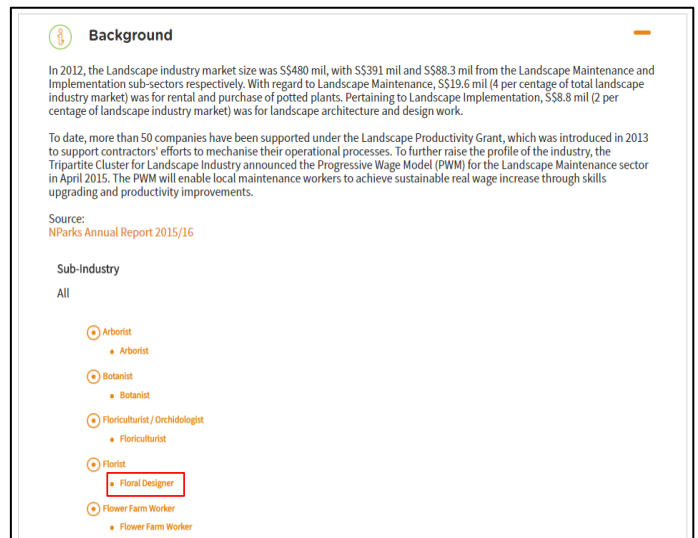 Background
In 2012, the Landscape industry market size was S$480 mil, with S$391 mil and S$88.3 mil from the Landscape Maintenance and
Implementation sub-sectors respectively. With regard to Landscape Maintenance, S$19.6 mil (4 per centage of total landscape
industry market) was for rental and purchase of potted plants. Pertaining to Landscape Implementation, S$8.8 mil (2 per
centage of landscape industry market) was for landscape architecture and design work.
To date, more than 50 companies have been supported under the Landscape Productivity Grant, which was introduced in 2013
to support contractors' efforts to mechanise their operational processes. To further raise the profile of the industry, the
Tripartite Cluster for Landscape Industry announced the Progressive Wage Model (PWM) for the Landscape Maintenance sector
in April 2015. The PWM will enable local maintenance workers to achieve sustainable real wage increase through skills
upgrading and productivity improvements.
Source:
NParks Annual Report 2015/16
Sub-Industry
All
Arborist
Arborist
Botanist
Botanist
Floriculturist / Orchidologist
Floriculturist
Florist
Floral Designer
Flower Farm Worker
Flower Farm Worker